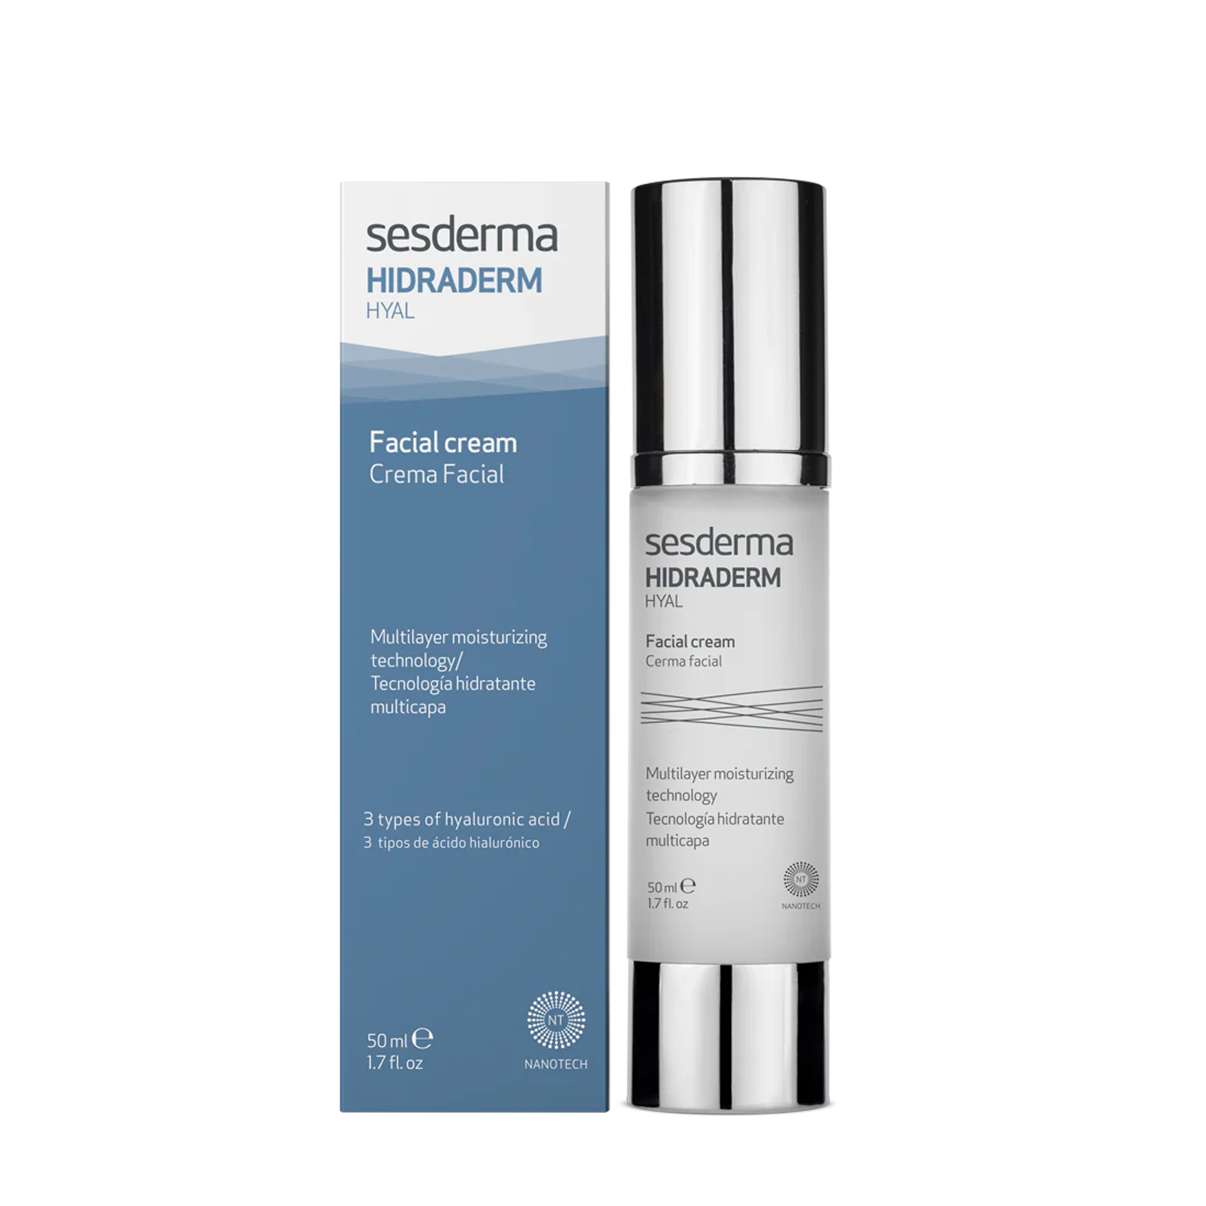 sesderma
HIDRADERM
HYAL
Facial cream
Crema Facial
Multilayer moisturizing
technology/
Tecnología hidratante
multicapa
3 types of hyaluronic acid /
3 tipos de ácido hialurónico
50 ml ℮
1.7 fl. oz
NT
NANOTECH
sesderma
HIDRADERM
HYAL
Facial cream
Cerma facial
Multilayer moisturizing
technology
Tecnología hidratante
multicapa
50 ml ℮
1.7 fl. oz
NT
NANOTECH